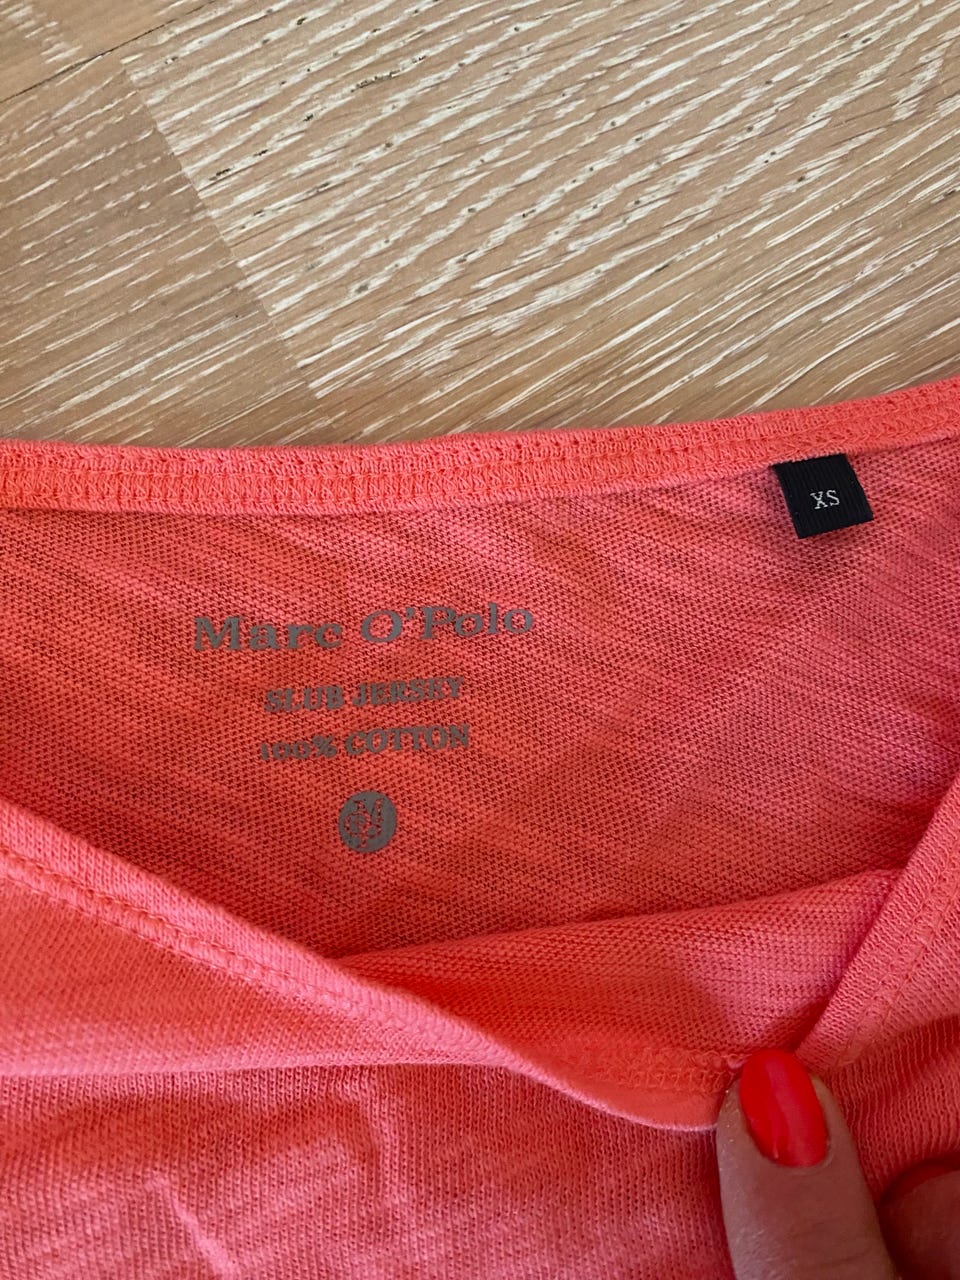 XS
Marc O'Polo
SLUB JERSEY
100% COTTON